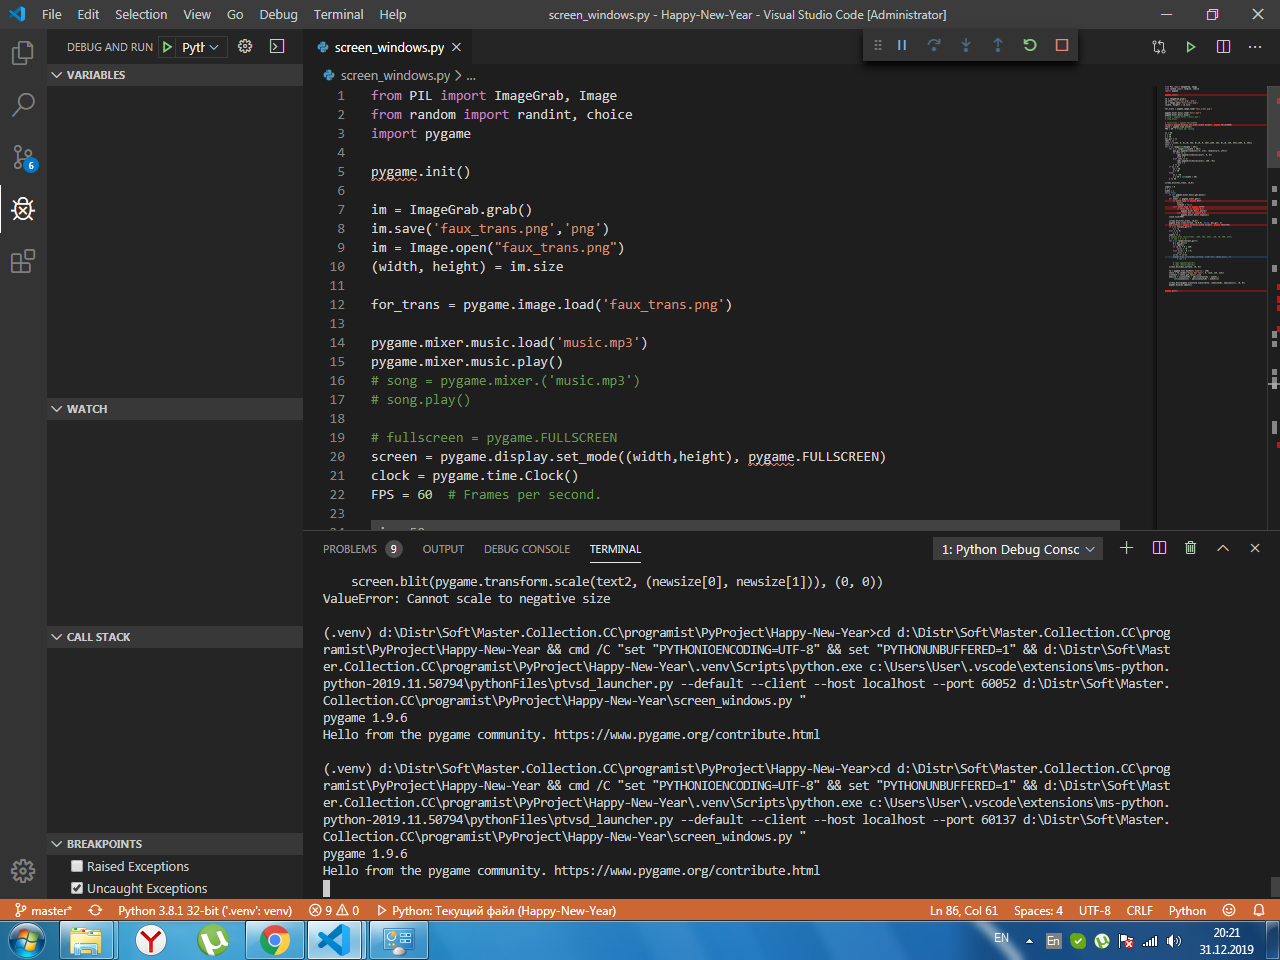 File Edit Selection View Go Debug Terminal Help
screen_windows.py - Happy-New-Year - Visual Studio Code [Administrator]
DEBUG AND RUN
Pyth
screen_windows.py
screen_windows.py > ...
VARIABLES
WATCH
CALL STACK
BREAKPOINTS
Raised Exceptions
Uncaught Exceptions
6
1 from PIL import ImageGrab, Image
2 from random import randint, choice
3 import pygame
4
5 pygame.init()
6
7 im = ImageGrab.grab()
8 im.save('faux_trans.png','png')
9 im = Image.open("faux_trans.png")
10 (width, height) = im.size
11
12 for_trans = pygame.image.load('faux_trans.png')
13
14 pygame.mixer.music.load('music.mp3')
15 pygame.mixer.music.play()
16 # song = pygame.mixer.('music.mp3')
17 # song.play()
18
19 # fullscreen = pygame.FULLSCREEN
20 screen = pygame.display.set_mode((width,height), pygame.FULLSCREEN)
21 clock = pygame.time.Clock()
22 FPS = 60  # Frames per second.
23
PROBLEMS 9 OUTPUT DEBUG CONSOLE TERMINAL
1: Python Debug Consc
screen.blit(pygame.transform.scale(text2, (newsize[0], newsize[1])), (0, 0))
ValueError: Cannot scale to negative size
(.venv) d:\Distr\Soft\Master.Collection.CC\programist\PyProject\Happy-New-Year>cd d:\Distr\Soft\Master.Collection.CC\prog
ramist\PyProject\Happy-New-Year && cmd /C "set "PYTHONIOENCODING=UTF-8" && set "PYTHONUNBUFFERED=1" && d:\Distr\Soft\Mast
er.Collection.CC\programist\PyProject\Happy-New-Year\.venv\Scripts\python.exe c:\Users\User\.vscode\extensions\ms-python.
python-2019.11.50794\pythonFiles\ptvsd_launcher.py --default --client --host localhost --port 60052 d:\Distr\Soft\Master.
Collection.CC\programist\PyProject\Happy-New-Year\screen_windows.py "
pygame 1.9.6
Hello from the pygame community. https://www.pygame.org/contribute.html
(.venv) d:\Distr\Soft\Master.Collection.CC\programist\PyProject\Happy-New-Year>cd d:\Distr\Soft\Master.Collection.CC\prog
ramist\PyProject\Happy-New-Year && cmd /C "set "PYTHONIOENCODING=UTF-8" && set "PYTHONUNBUFFERED=1" && d:\Distr\Soft\Mast
er.Collection.CC\programist\PyProject\Happy-New-Year\.venv\Scripts\python.exe c:\Users\User\.vscode\extensions\ms-python.
python-2019.11.50794\pythonFiles\ptvsd_launcher.py --default --client --host localhost --port 60137 d:\Distr\Soft\Master.
Collection.CC\programist\PyProject\Happy-New-Year\screen_windows.py "
pygame 1.9.6
Hello from the pygame community. https://www.pygame.org/contribute.html
master* Python 3.8.1 32-bit ('.venv': venv) 9 0 Python: Текущий файл (Happy-New-Year) Ln 86, Col 61 Spaces: 4 UTF-8 CRLF Python
EN En 20:21
31.12.2019